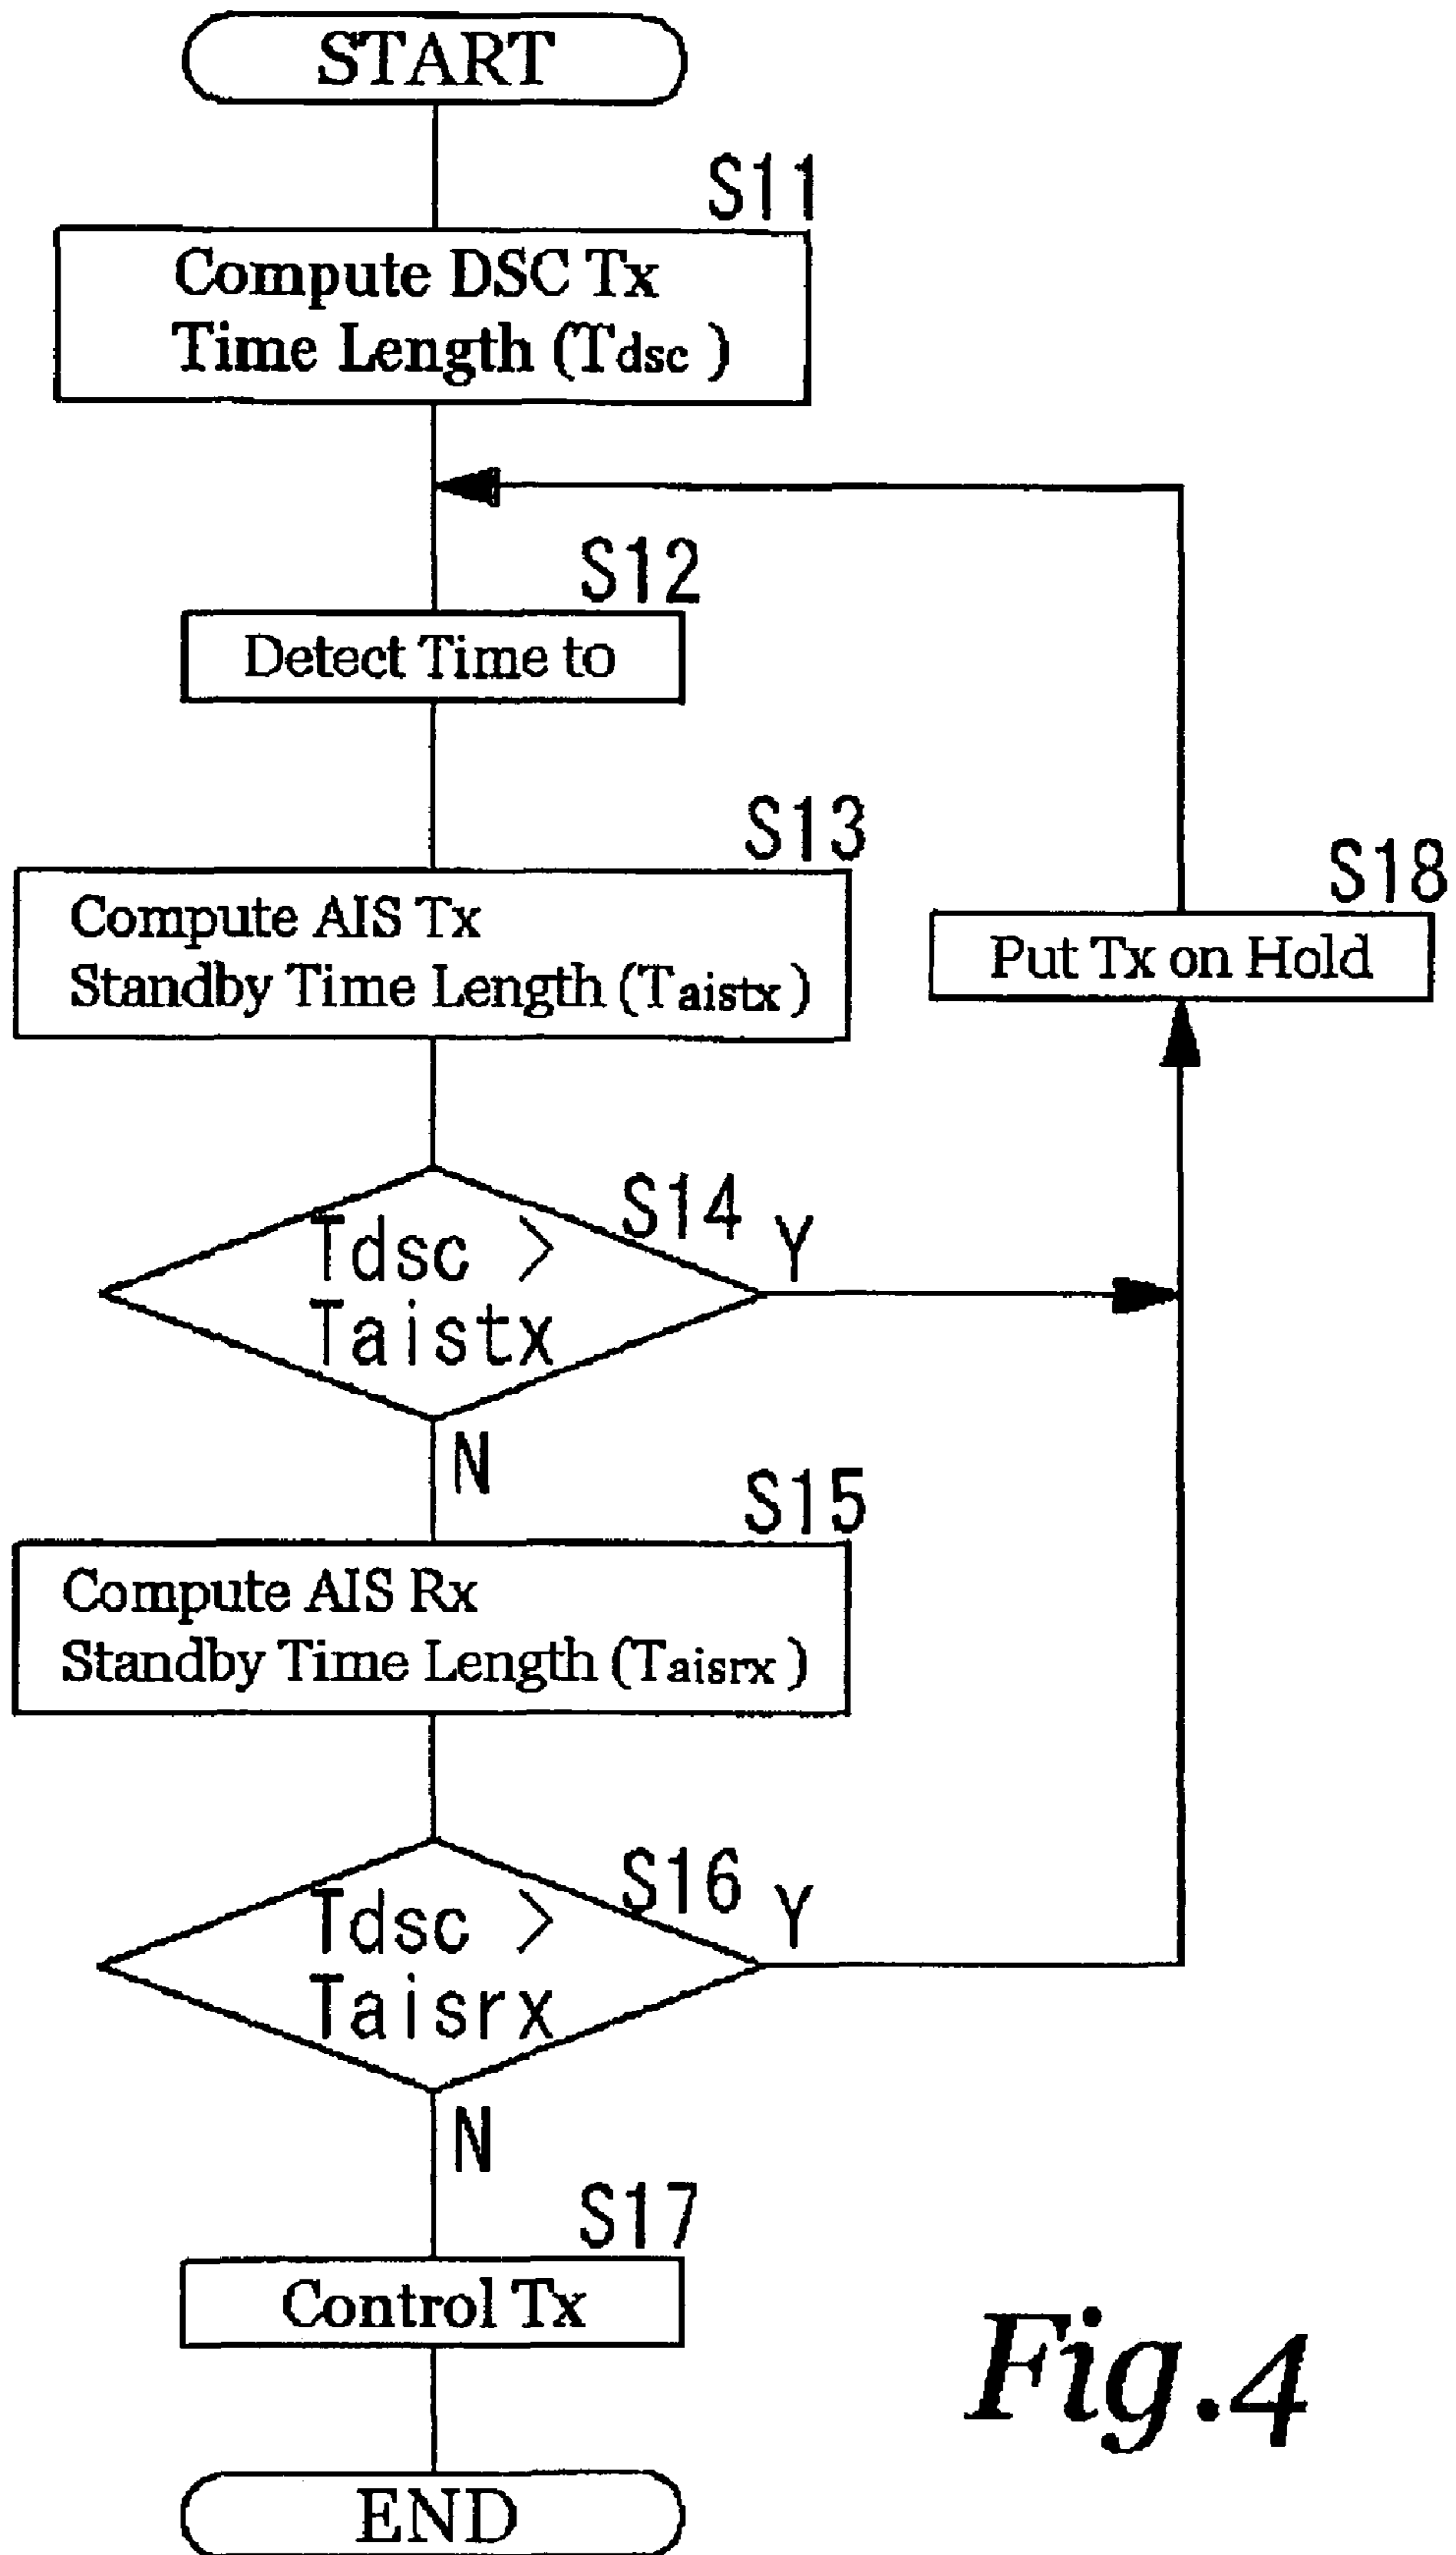 START
S11
Compute DSC Tx
Time Length (Tdsc )
S12
Detect Time to
S13
Compute AIS Tx
Standby Time Length (Taistx )
S18
Put Tx on Hold
S14
Y
Tdsc >
Taistx
N
S15
Compute AIS Rx
Standby Time Length (Taisrx )
S16
Y
Tdsc >
Taisrx
N
S17
Control Tx
END
Fig.4